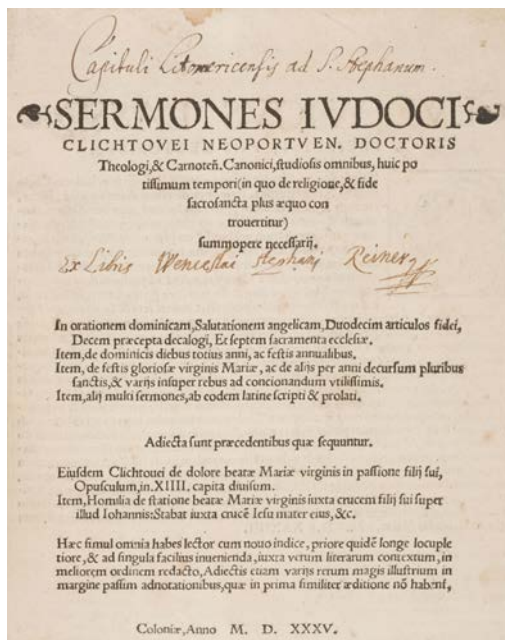 Capituli Litomericensis ad S. Stephanum.
SERMONES IVDOCI
CLICHTOVEI NEOPORTVEN. DOCTORIS
Theologi, & Carnoteñ. Canonici, studiosis omnibus, huic po
tissimum tempori (in quo de religione, & fide
sacrosancta plus æquo con
trouertitur)
summopere necessarij.
Ex Libris Wenceslai Stephani Reiner
In orationem dominicam, Salutationem angelicam, Duodecim articulos fidei,
Decem præcepta decalogi, Et septem sacramenta ecclesiæ.
Item, de dominicis diebus totius anni, ac festis annualibus.
Item, de festis gloriosæ virginis Mariæ, ac de alijs per anni decursum pluribus
sanctis, & varijs insuper rebus ad concionandum vtilissimis.
Item, alij multi sermones, ab eodem latine scripti & prolati.
Adiecta sunt præcedentibus quæ sequuntur.
Eiusdem Clichtouei de dolore beatæ Mariæ virginis in passione filij sui,
Opusculum, in. XIIII. capita diuisum.
Item, Homilia de statione beatæ Mariæ virginis iuxta crucem filij sui super
illud Iohannis: Stabat iuxta crucē Iesu mater eius, &c.
Hæc simul omnia habes lector cum nouo indice, priore quidē longe locuple
tiore, & ad singula facilius inuenienda, iuxta verum literarum contextum, in
meliorem ordinem redacto, Adiectis etiam varijs rerum magis illustrium in
margine passim adnotationibus, quæ in prima similiter æditione nō habent,
Coloniæ, Anno M. D. XXXV.